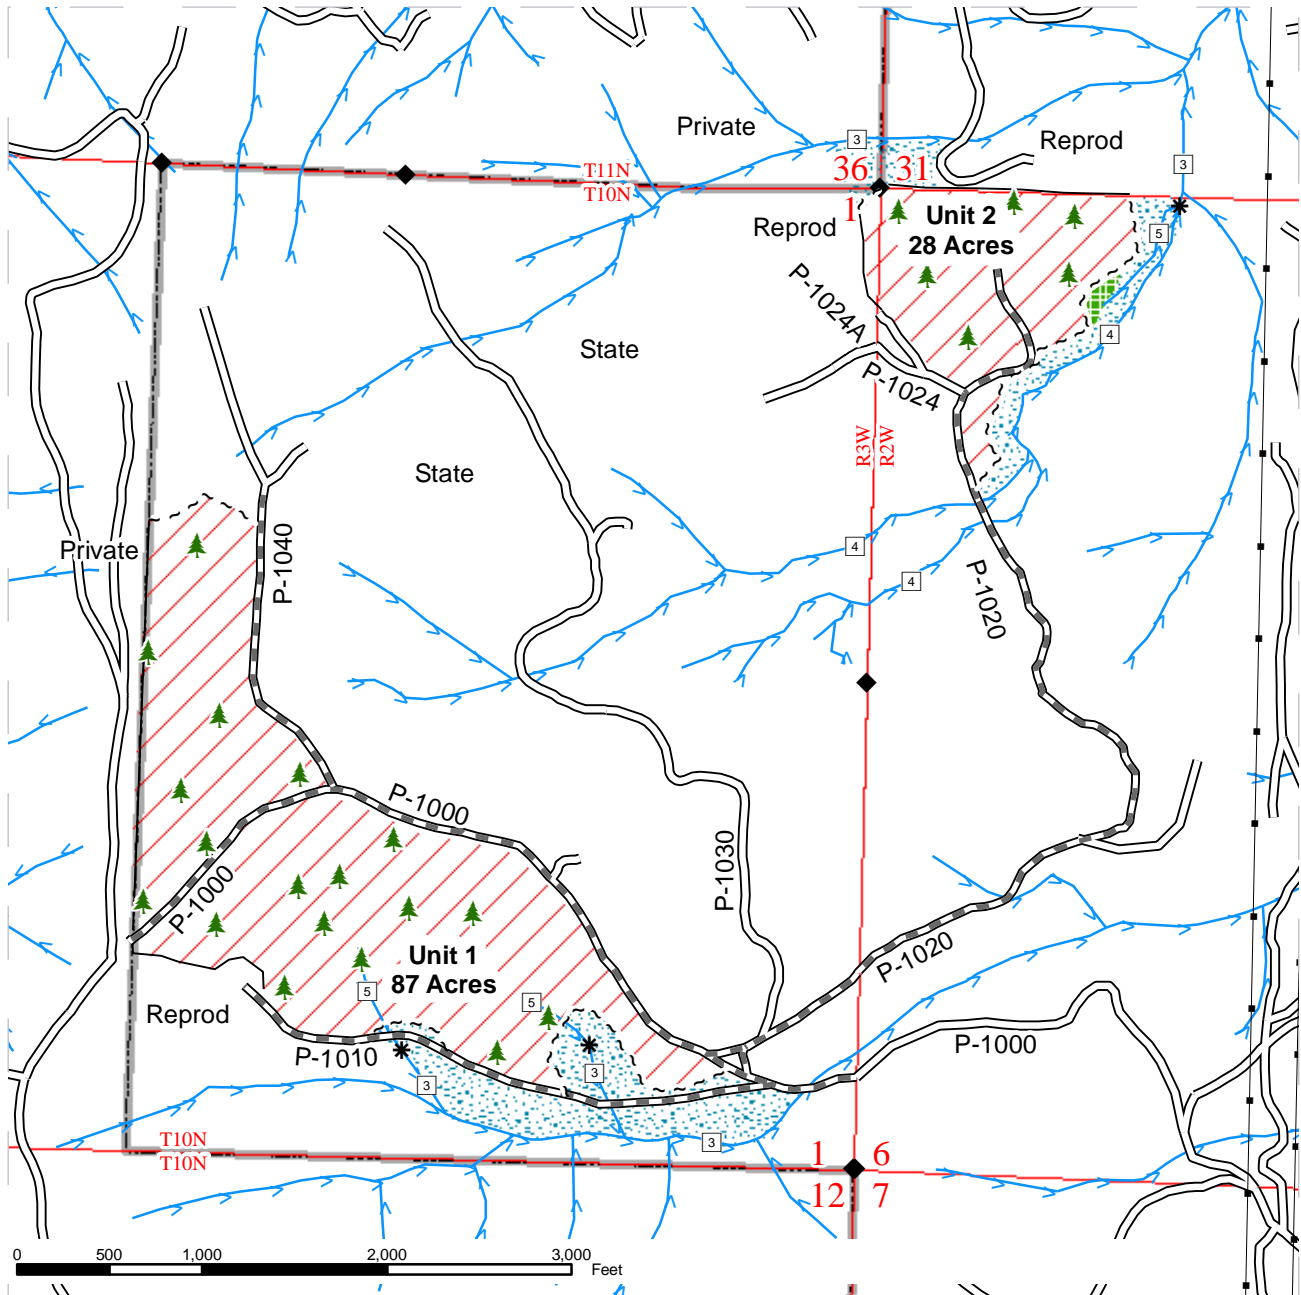 Private
3
Reprod
3
T11N
T10N
36
31
1
Reprod
Unit 2
28 Acres
5
P-1024A
4
State
P-1024
R3W
R2W
State
Private
P-1040
4
4
P-1020
P-1000
P-1030
P-1000
Unit 1
87 Acres
P-1020
5
5
Reprod
P-1010
P-1000
3
3
3
T10N
T10N
1
6
12
7
0
500
1,000
2,000
3,000
Feet